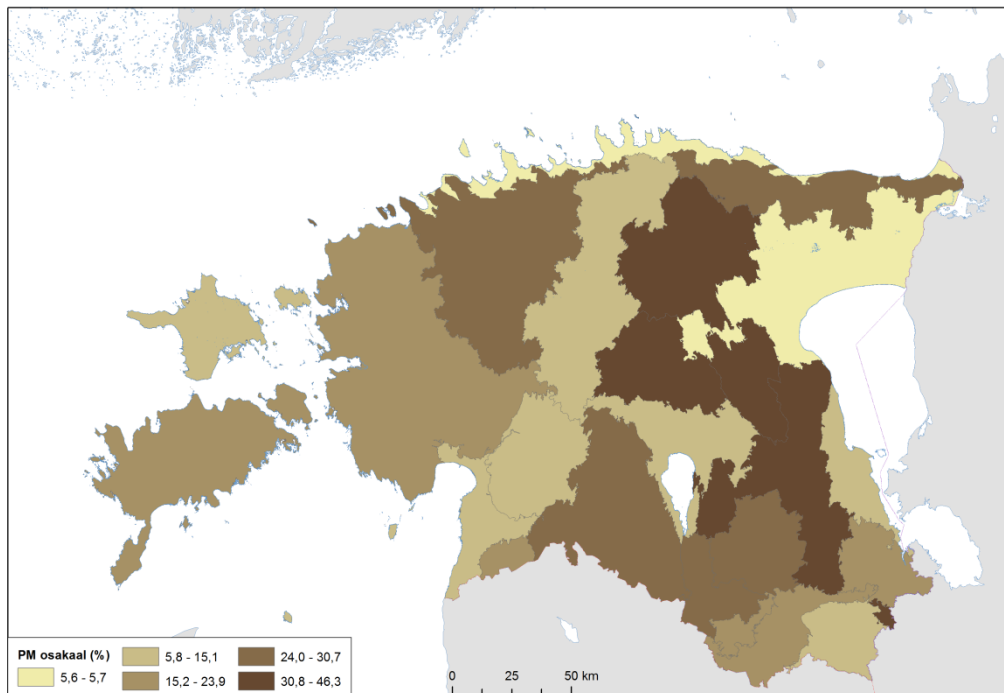 PM osakaal (%)
5,6 - 5,7
5,8 - 15,1
15,2 - 23,9
24,0 - 30,7
30,8 - 46,3
0 25 50 km